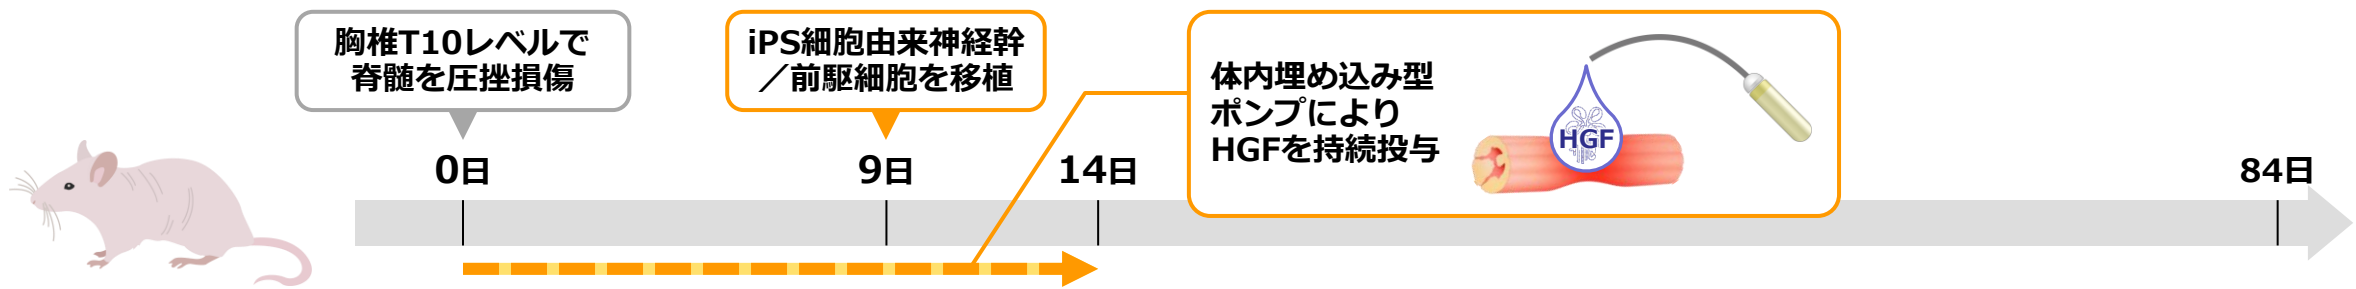 胸椎T10レベルで
脊髄を圧挫損傷
iPS細胞由来神経幹
／前駆細胞を移植
体内埋め込み型
ポンプにより
HGFを持続投与
HGF
0日
9日
14日
84日